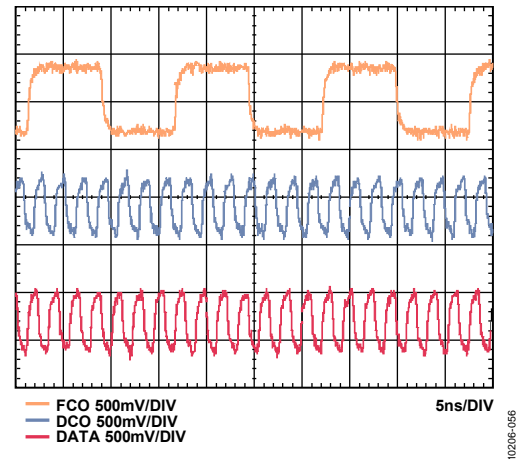 FCO 500mV/DIV
DCO 500mV/DIV
DATA 500mV/DIV
5ns/DIV
10206-056